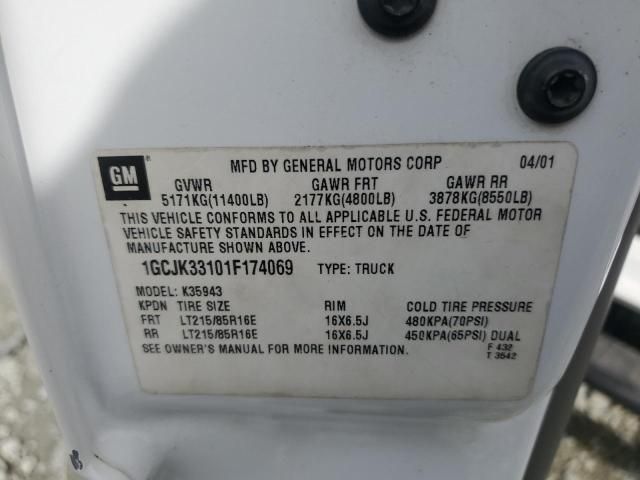 GM
MFD BY GENERAL MOTORS CORP 04/01
GVWR GAWR FRT GAWR RR
5171KG(11400LB) 2177KG(4800LB) 3878KG(8550LB)
THIS VEHICLE CONFORMS TO ALL APPLICABLE U.S. FEDERAL MOTOR
VEHICLE SAFETY STANDARDS IN EFFECT ON THE DATE OF
MANUFACTURE SHOWN ABOVE.
1GCJK33101F174069 TYPE: TRUCK
MODEL: K35943
KPDN TIRE SIZE RIM COLD TIRE PRESSURE
FRT LT215/85R16E 16X6.5J 480KPA(70PSI)
RR LT215/85R16E 16X6.5J 450KPA(65PSI) DUAL
SEE OWNER'S MANUAL FOR MORE INFORMATION. F 432
T 3542